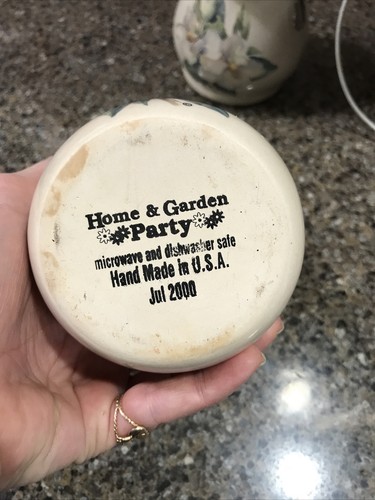 Home & Garden
Party
microwave and dishwasher safe
Hand Made in U.S.A.
Jul 2000